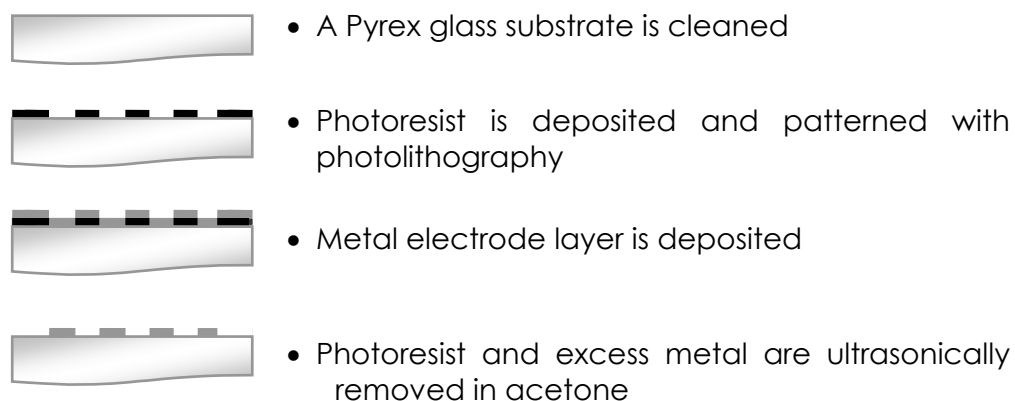 • A Pyrex glass substrate is cleaned
• Photoresist is deposited and patterned with
photolithography
• Metal electrode layer is deposited
• Photoresist and excess metal are ultrasonically
removed in acetone